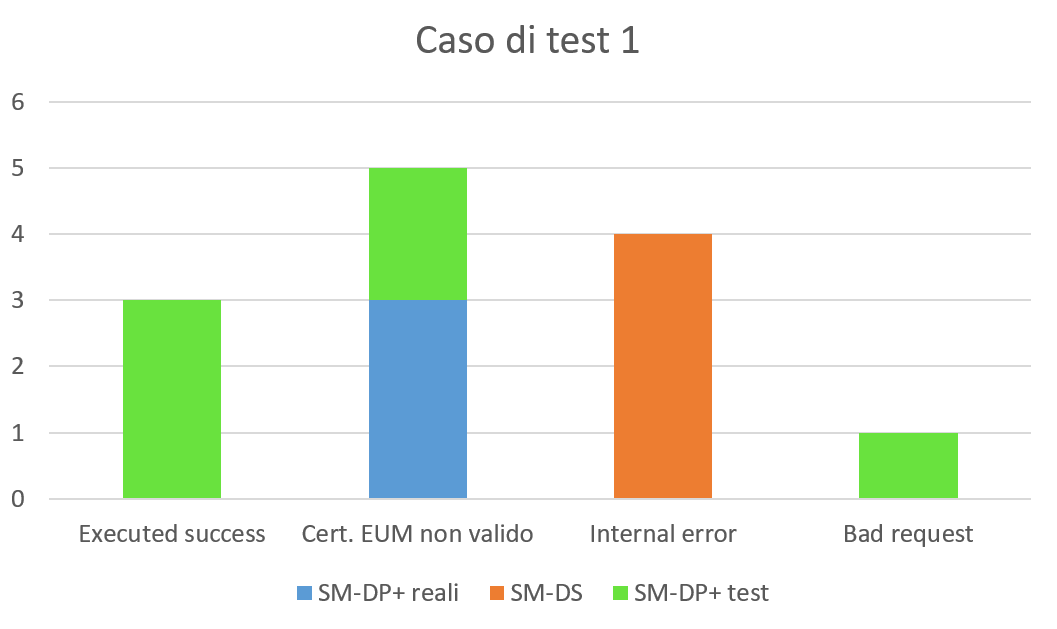 Caso di test 1
6
5
4
3
2
1
0
Executed success Cert. EUM non valido Internal error Bad request
SM-DP+ reali SM-DS SM-DP+ test